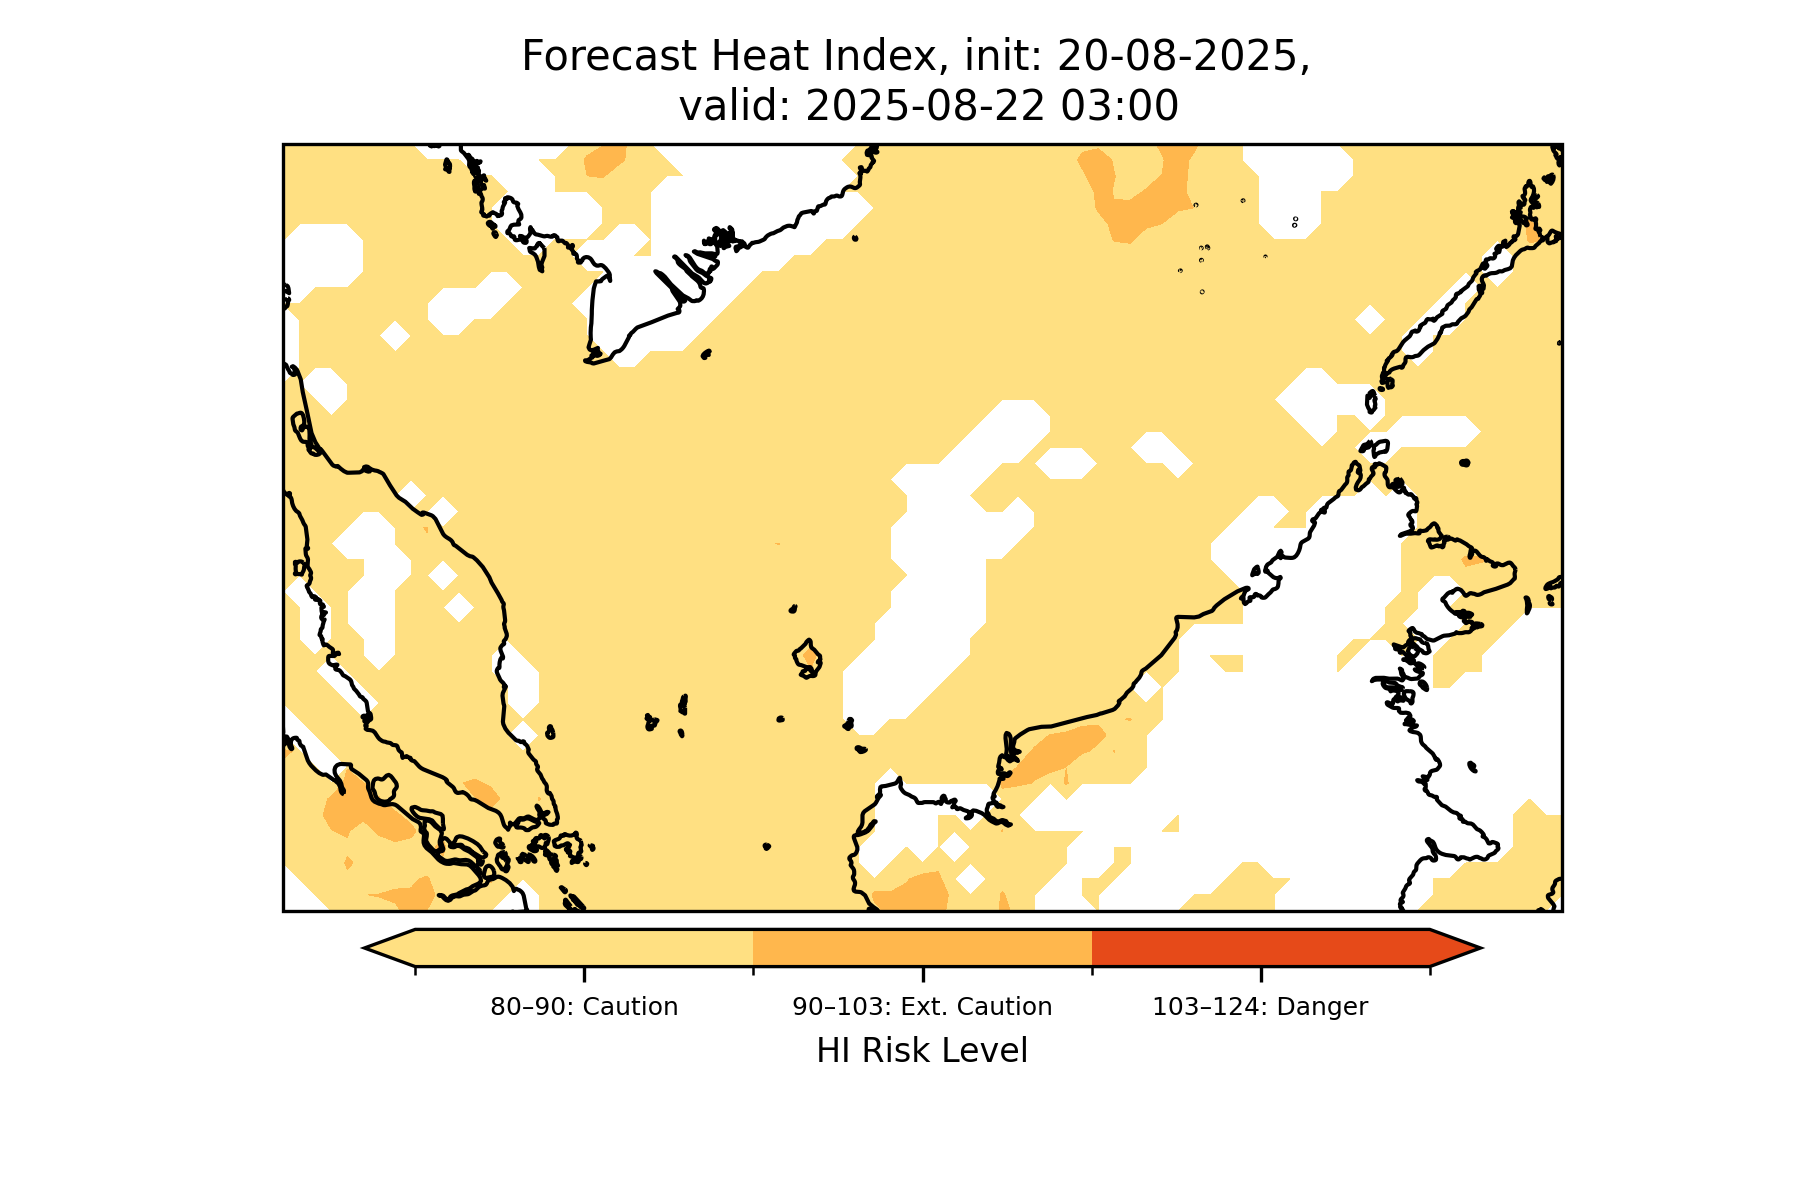 Forecast Heat Index, init: 20-08-2025,
valid: 2025-08-22 03:00
80–90: Caution
90–103: Ext. Caution
103–124: Danger
HI Risk Level